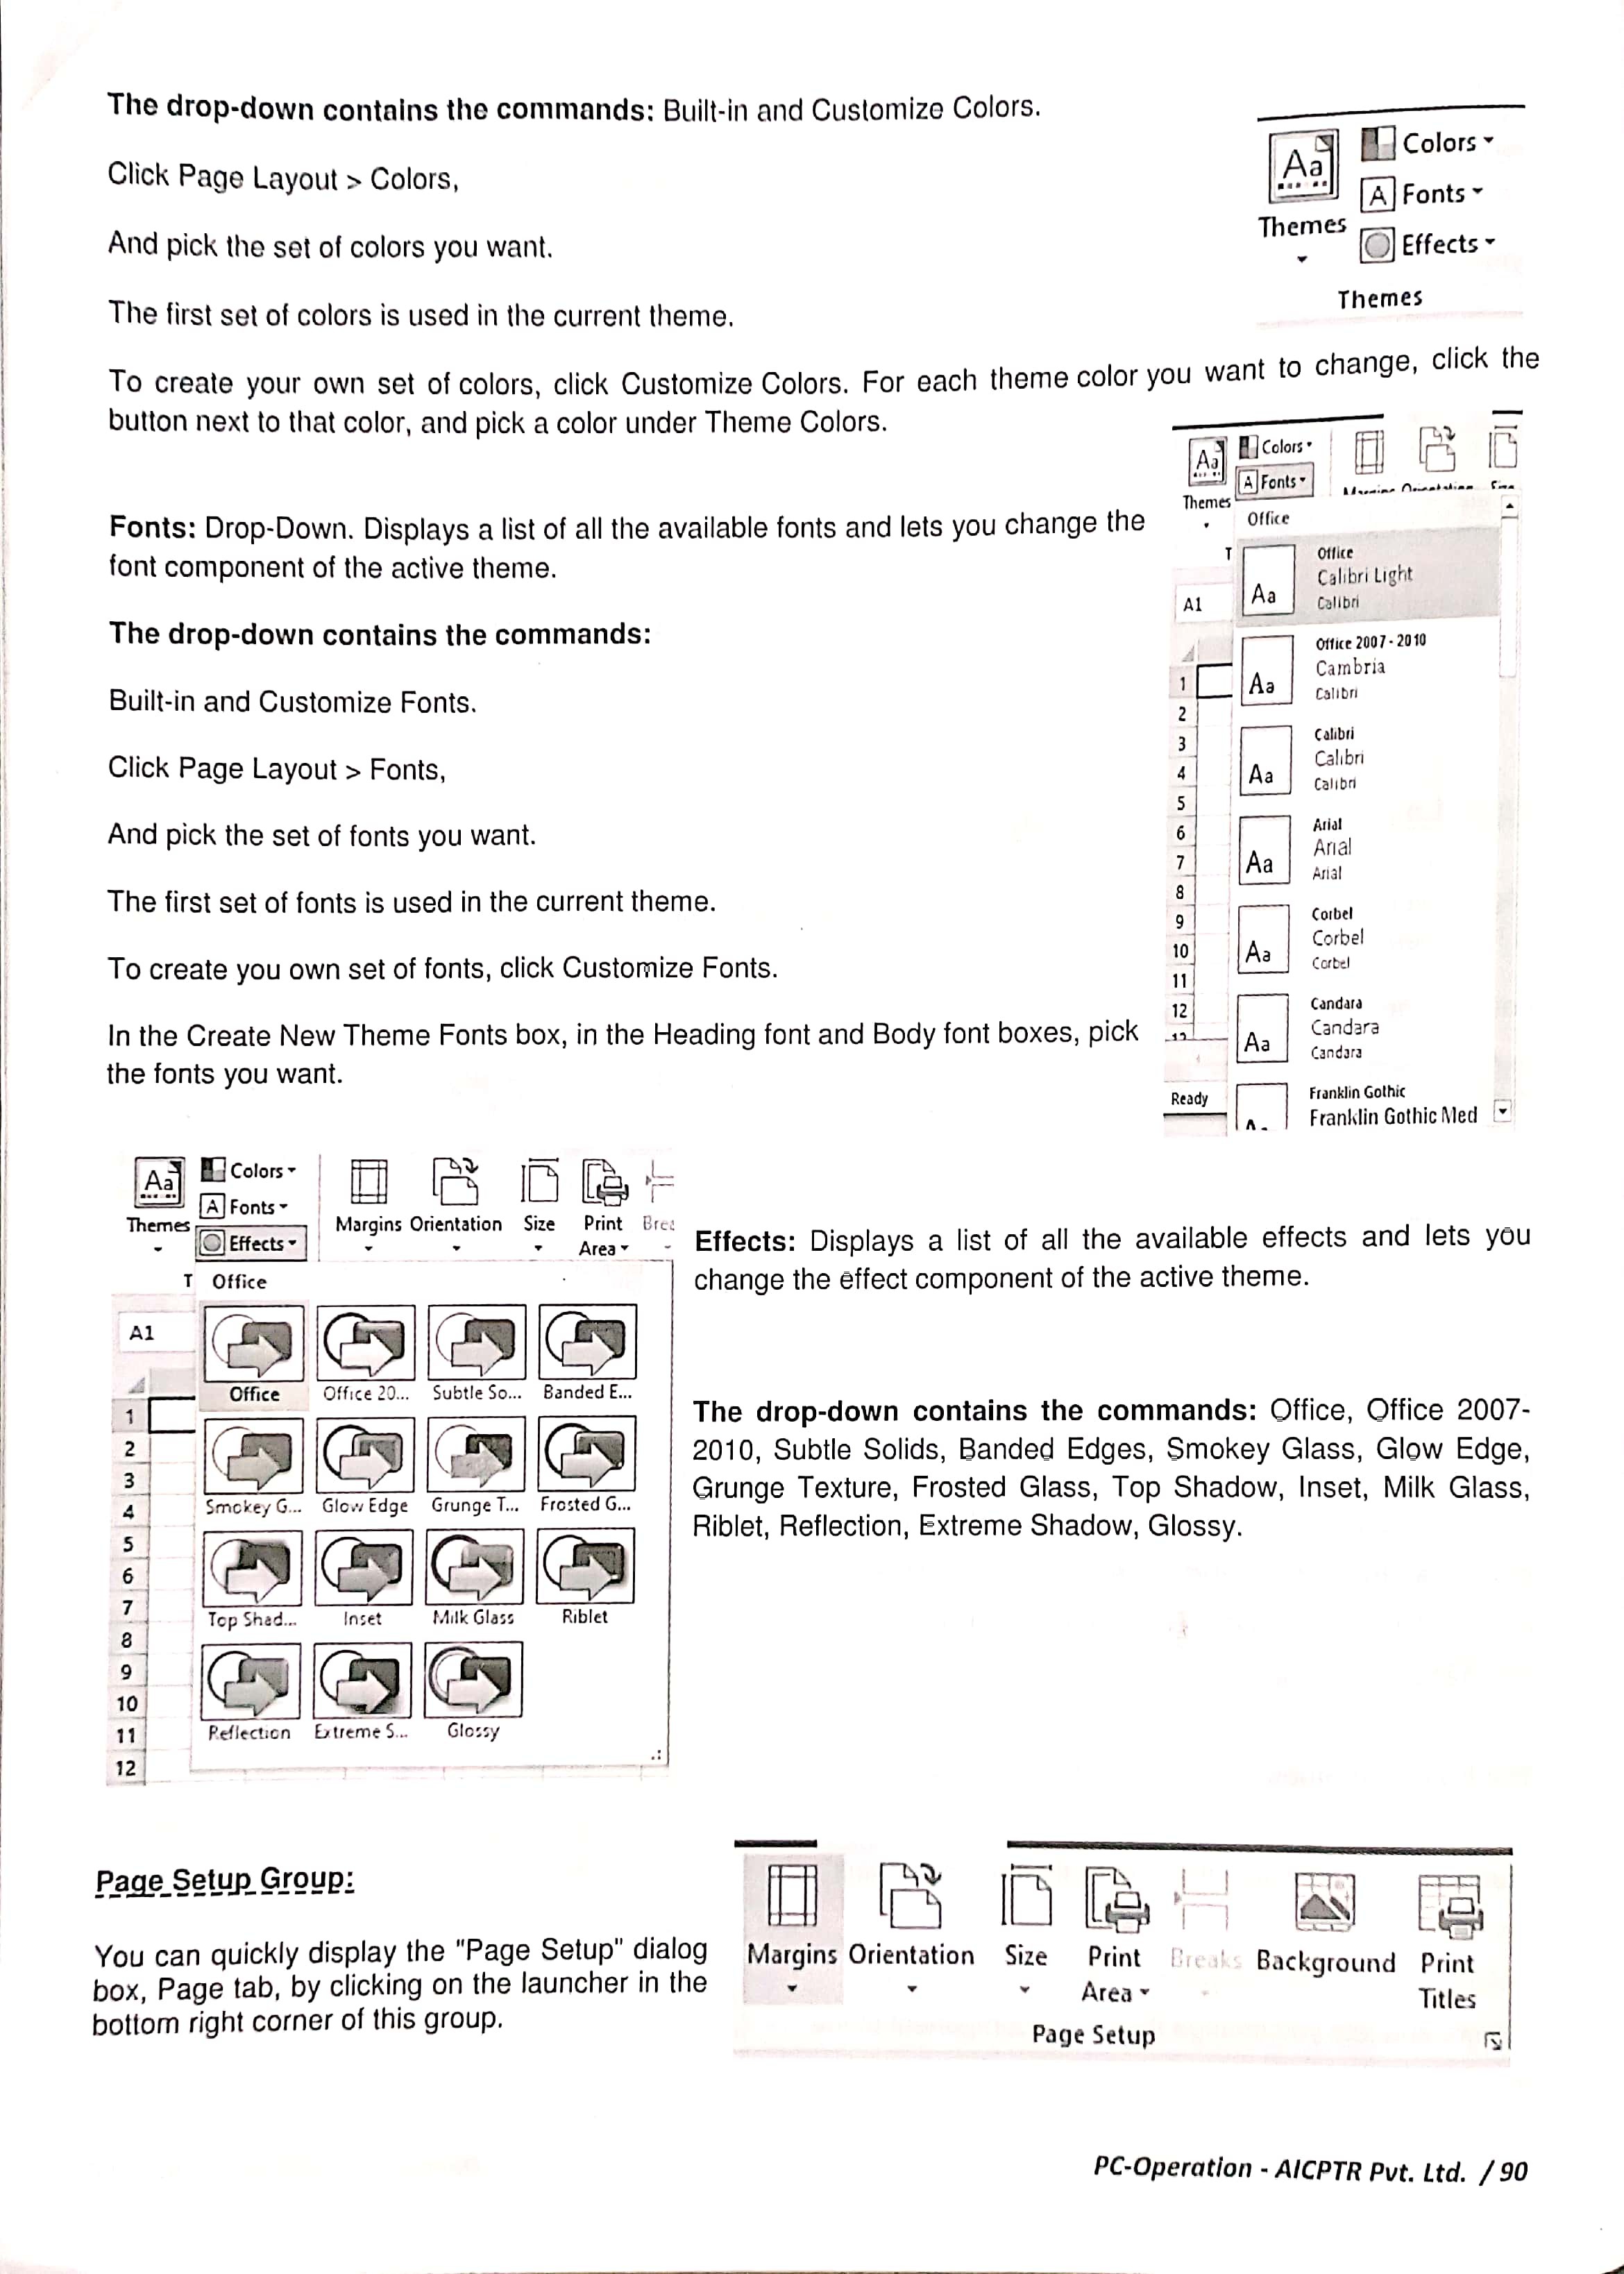 The drop-down contains the commands: Built-in and Customize Colors.
Click Page Layout > Colors,
And pick the set of colors you want.
The first set of colors is used in the current theme.
Aa
Themes
Colors
Fonts
Effects
Themes
To create your own set of colors, click Customize Colors. For each theme color you want to change, click the
button next to that color, and pick a color under Theme Colors.
Fonts: Drop-Down. Displays a list of all the available fonts and lets you change the
font component of the active theme.
The drop-down contains the commands:
Built-in and Customize Fonts.
Click Page Layout > Fonts,
And pick the set of fonts you want.
The first set of fonts is used in the current theme.
To create you own set of fonts, click Customize Fonts.
In the Create New Theme Fonts box, in the Heading font and Body font boxes, pick
the fonts you want.
Aa
Themes
Colors
A Fonts
Office
T
A1
Aa
Office
Calibri Light
Calibri
Aa
Office 2007 - 2010
Cambria
Calibri
Aa
Calibri
Calibri
Calibri
Aa
Arial
Arial
Arial
Aa
Corbel
Corbel
Corbel
Aa
Candara
Candara
Candara
Franklin Gothic
Franklin Gothic Med
1
2
3
4
5
6
7
8
9
10
11
12
Ready
Aa
Themes
Colors
A Fonts
Effects
Margins Orientation Size Print
Area
T Office
A1
Office Office 20... Subtle So... Banded E...
Smokey G... Glow Edge Grunge T... Frosted G...
Top Shad... Inset Milk Glass Riblet
Reflection Extreme S... Glossy
1
2
3
4
5
6
7
8
9
10
11
12
Effects: Displays a list of all the available effects and lets you
change the effect component of the active theme.
The drop-down contains the commands: Office, Office 2007-
2010, Subtle Solids, Banded Edges, Smokey Glass, Glow Edge,
Grunge Texture, Frosted Glass, Top Shadow, Inset, Milk Glass,
Riblet, Reflection, Extreme Shadow, Glossy.
Page Setup Group:
You can quickly display the "Page Setup" dialog
box, Page tab, by clicking on the launcher in the
bottom right corner of this group.
Margins Orientation Size Print Breaks Background Print
Area Titles
Page Setup
PC-Operation - AICPTR Pvt. Ltd. / 90